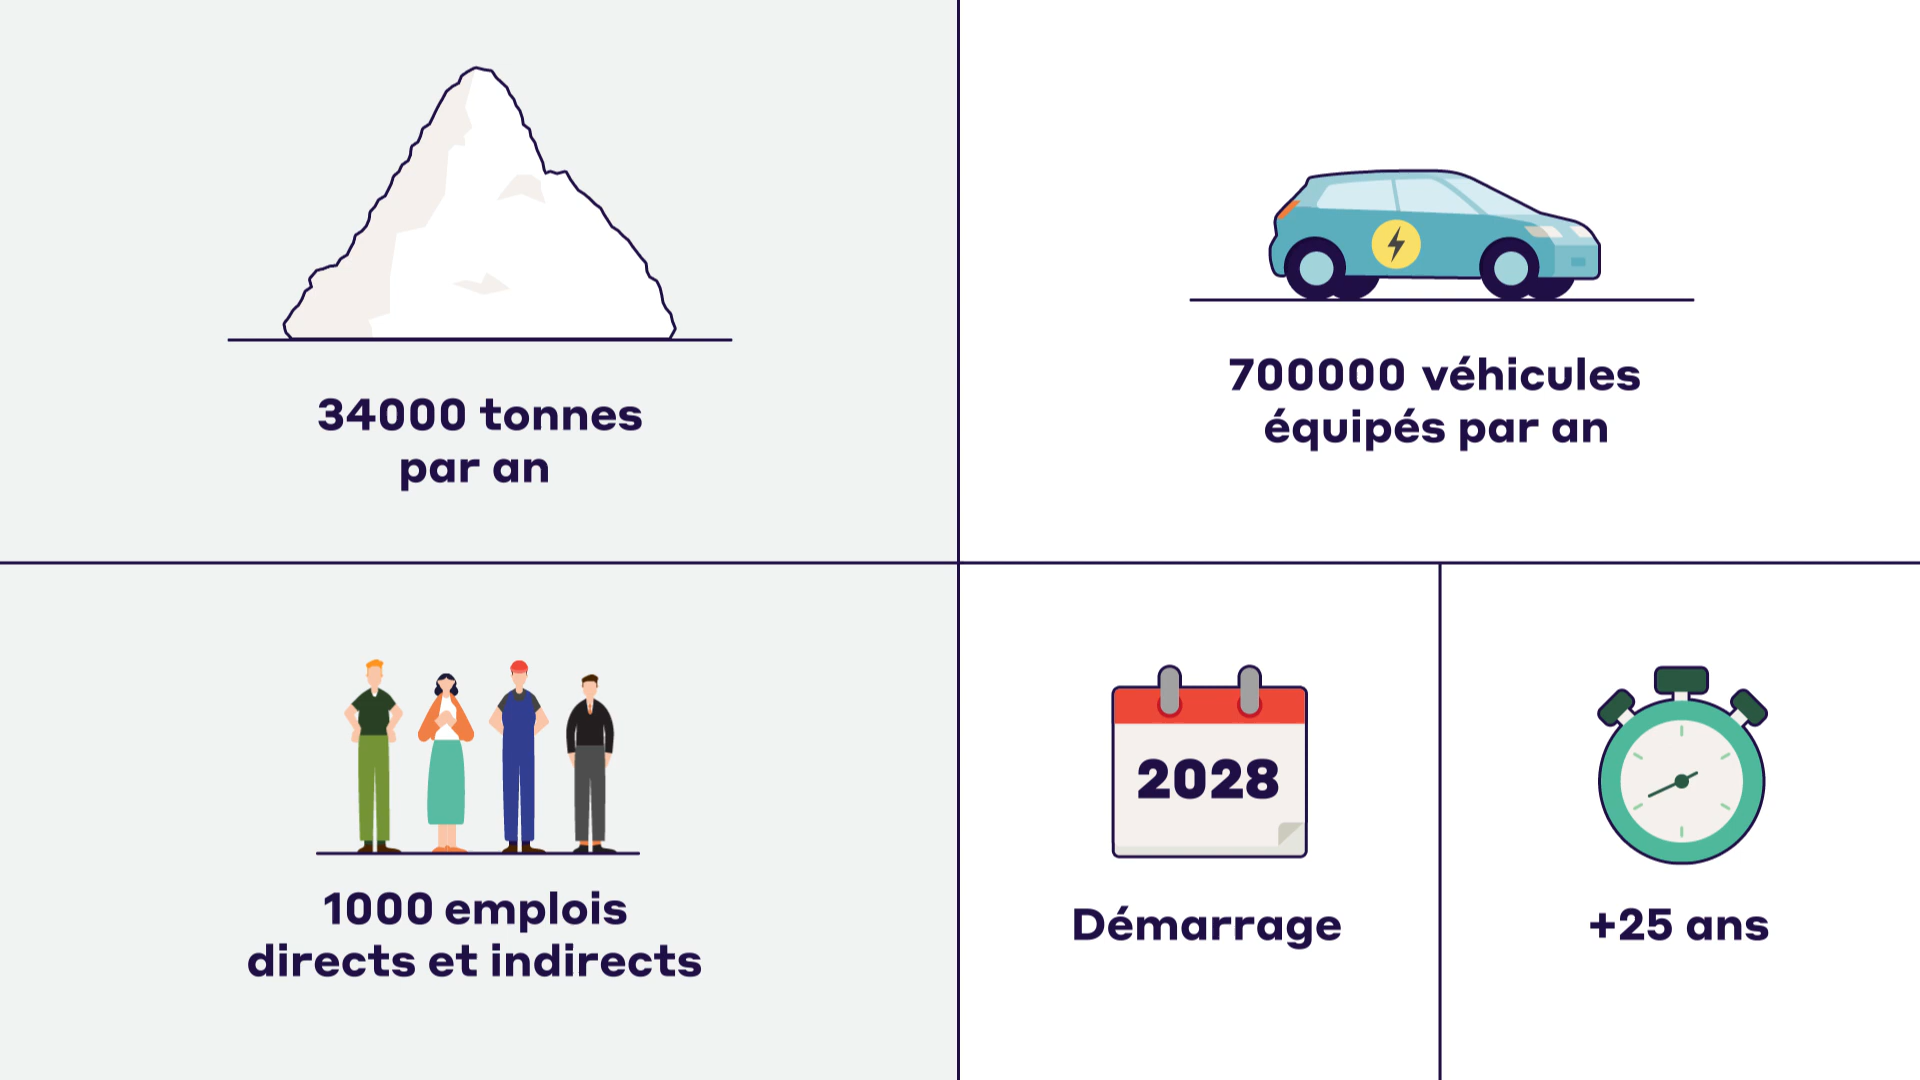 34000 tonnes
par an
700000 véhicules
équipés par an
1000 emplois
directs et indirects
2028
Démarrage
+25 ans